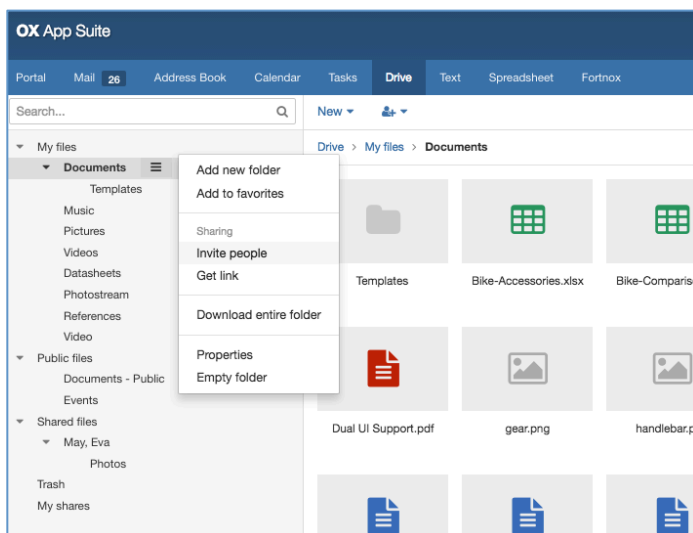 OX App Suite
Portal Mail 26 Address Book Calendar Tasks Drive Text Spreadsheet Fortnox
Search...
New
Drive > My files > Documents
My files
Documents
Templates
Music
Pictures
Videos
Datasheets
Photostream
References
Video
Public files
Documents - Public
Events
Shared files
May, Eva
Photos
Trash
My shares
Add new folder
Add to favorites
Sharing
Invite people
Get link
Download entire folder
Properties
Empty folder
Templates Bike-Accessories.xlsx Bike-Comparis
Dual UI Support.pdf gear.png handlebar.p